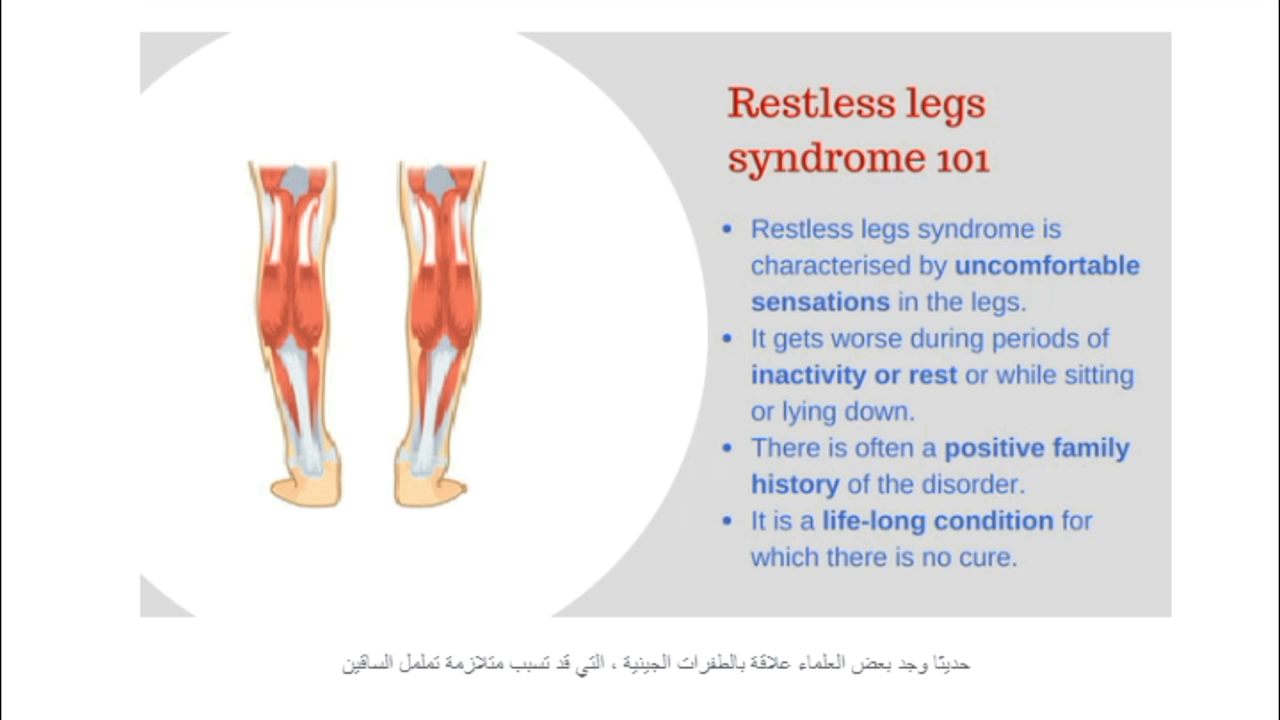 Restless legs
syndrome 101
• Restless legs syndrome is
characterised by uncomfortable
sensations in the legs.
• It gets worse during periods of
inactivity or rest or while sitting
or lying down.
• There is often a positive family
history of the disorder.
• It is a life-long condition for
which there is no cure.
حديثا وجد بعض العلماء علاقة بالطفرات الجينية ، التي قد تسبب متلازمة تململ الساقين